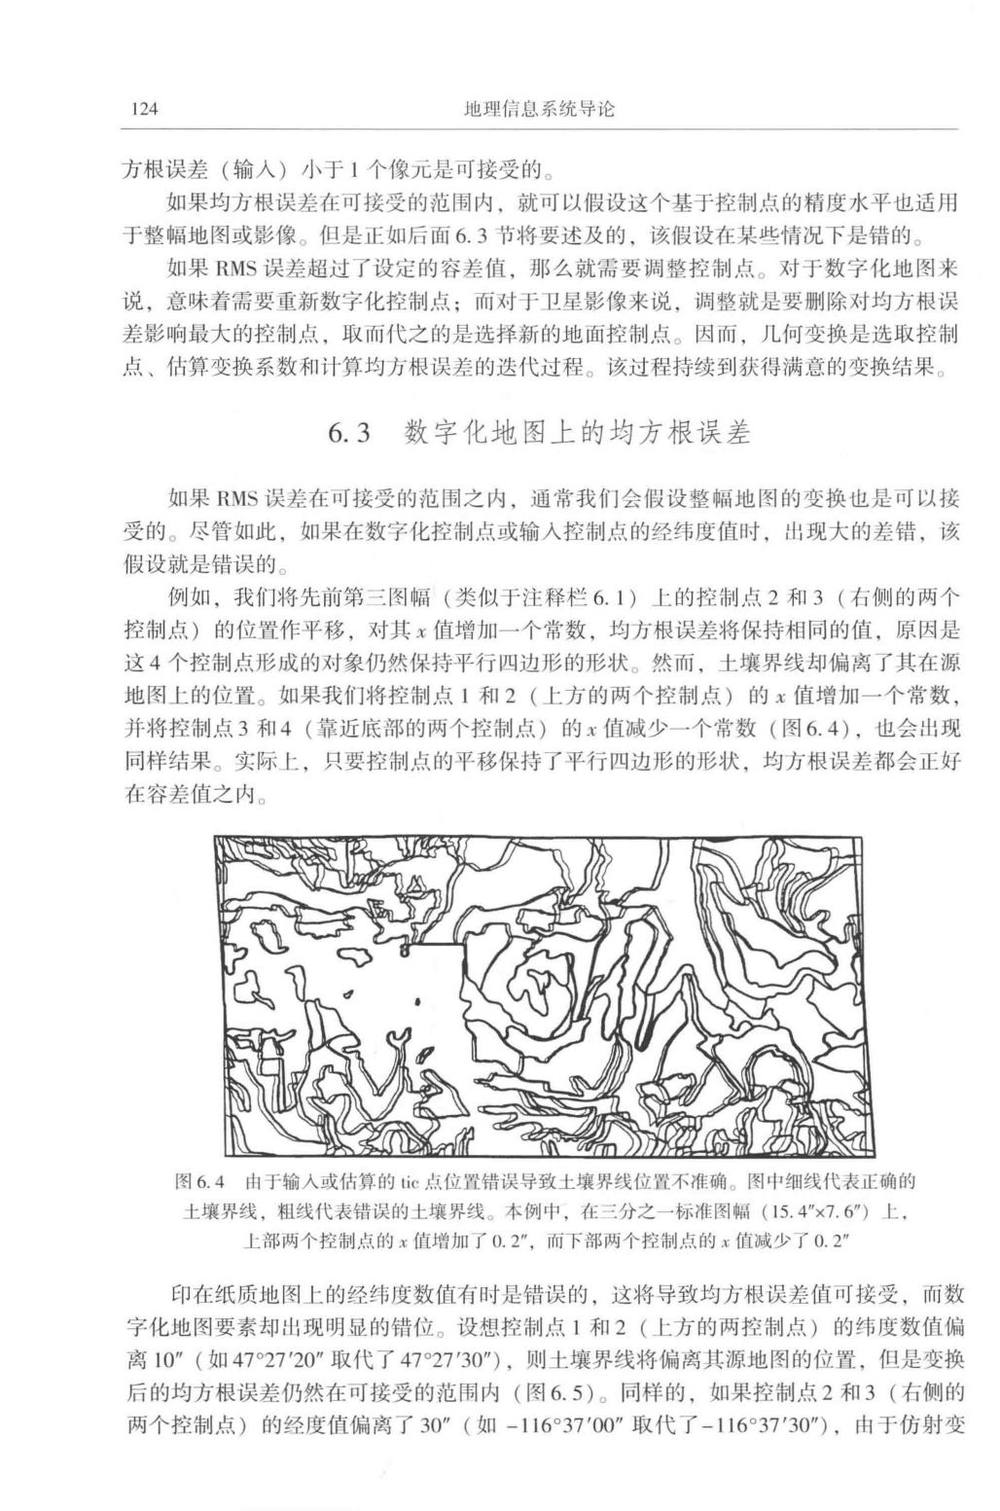 124
地理信息系统导论
方根误差（输入）小于1个像元是可接受的。
如果均方根误差在可接受的范围内，就可以假设这个基于控制点的精度水平也适用
于整幅地图或影像。但是正如后面6.3节将要述及的，该假设在某些情况下是错的。
如果RMS误差超过了设定的容差值，那么就需要调整控制点。对于数字化地图来
说，意味着需要重新数字化控制点；而对于卫星影像来说，调整就是要删除对均方根误
差影响最大的控制点，取而代之的是选择新的地面控制点。因而，几何变换是选取控制
点、估算变换系数和计算均方根误差的迭代过程。该过程持续到获得满意的变换结果。
6.3 数字化地图上的均方根误差
如果RMS误差在可接受的范围之内，通常我们会假设整幅地图的变换也是可以接
受的。尽管如此，如果在数字化控制点或输入控制点的经纬度值时，出现大的差错，该
假设就是错误的。
例如，我们将先前第三图幅（类似于注释栏6.1）上的控制点2和3（右侧的两个
控制点）的位置作平移，对其x值增加一个常数，均方根误差将保持相同的值，原因是
这4个控制点形成的对象仍然保持平行四边形的形状。然而，土壤界线却偏离了其在源
地图上的位置。如果我们将控制点1和2（上方的两个控制点）的x值增加一个常数，
并将控制点3和4（靠近底部的两个控制点）的x值减少一个常数（图6.4），也会出现
同样结果。实际上，只要控制点的平移保持了平行四边形的形状，均方根误差都会正好
在容差值之内。
图6.4 由于输入或估算的tic点位置错误导致土壤界线位置不准确。图中细线代表正确的
土壤界线，粗线代表错误的土壤界线。本例中，在三分之一标准图幅（15.4″×7.6″）上，
上部两个控制点的x值增加了0.2″，而下部两个控制点的x值减少了0.2″
印在纸质地图上的经纬度数值有时是错误的，这将导致均方根误差值可接受，而数
字化地图要素却出现明显的错位。设想控制点1和2（上方的两控制点）的纬度数值偏
离10″（如47°27′20″取代了47°27′30″），则土壤界线将偏离其源地图的位置，但是变换
后的均方根误差仍然在可接受的范围内（图6.5）。同样的，如果控制点2和3（右侧的
两个控制点）的经度值偏离了30″（如-116°37′00″取代了-116°37′30″），由于仿射变